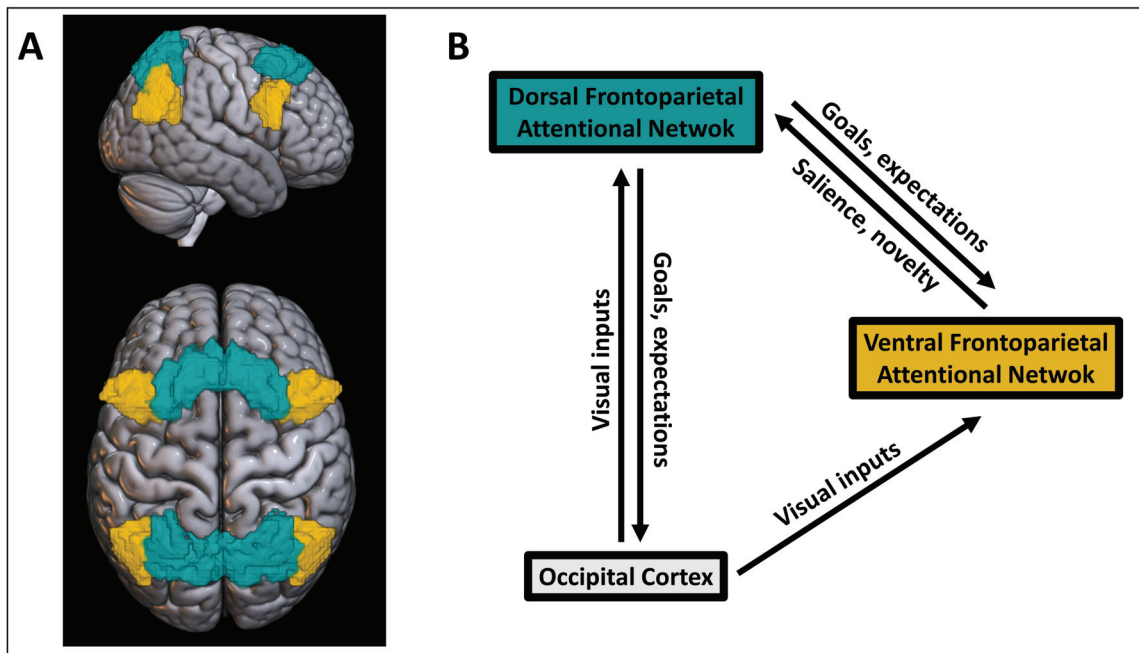 A
B
Dorsal Frontoparietal
Attentional Netwok
Goals, expectations
Salience, novelty
Visual inputs
Goals, expectations
Ventral Frontoparietal
Attentional Netwok
Visual inputs
Occipital Cortex